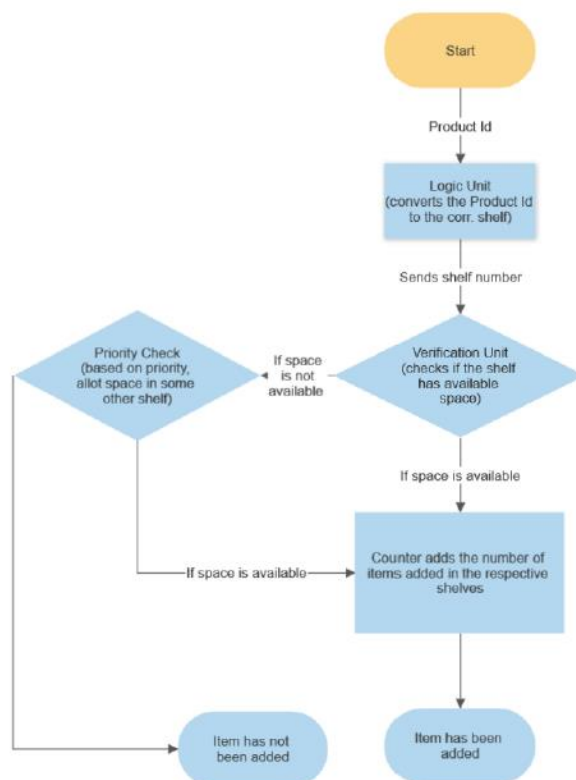 Start
Product Id
Logic Unit
(converts the Product Id
to the corr. shelf)
Sends shelf number
Priority Check
(based on priority,
allot space in some
other shelf)
If space
is not
available
Verification Unit
(checks if the shelf
has available
space)
If space is available
If space is available
Counter adds the number of
items added in the respective
shelves
Item has not
been added
Item has been
added